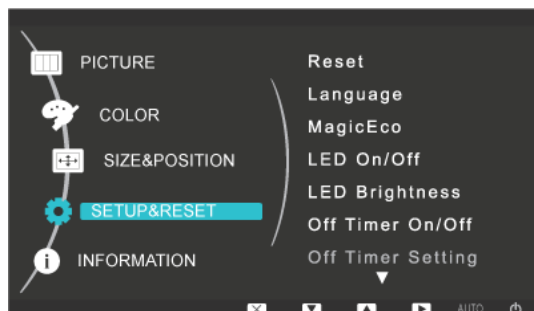 PICTURE
COLOR
SIZE&POSITION
SETUP&RESET
INFORMATION
Reset
Language
MagicEco
LED On/Off
LED Brightness
Off Timer On/Off
Off Timer Setting
AUTO